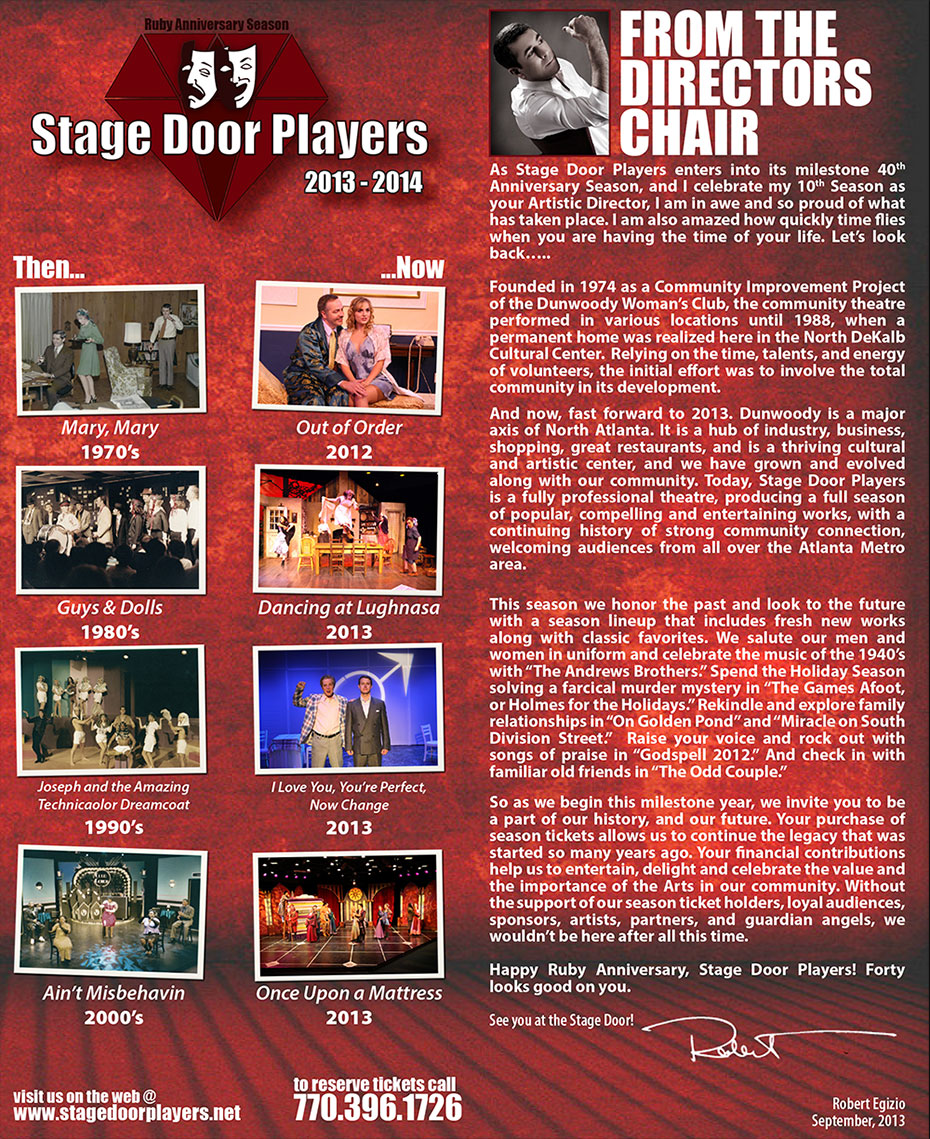 Ruby Anniversary Season
Stage Door Players
2013 - 2014
Then...
...Now
Mary, Mary
1970's
Out of Order
2012
Guys & Dolls
1980's
Dancing at Lughnasa
2013
Joseph and the Amazing
Technicaolor Dreamcoat
1990's
I Love You, You're Perfect,
Now Change
2013
Ain't Misbehavin
2000's
Once Upon a Mattress
2013
visit us on the web @
www.stagedoorplayers.net
to reserve tickets call
770.396.1726
FROM THE
DIRECTORS
CHAIR
As Stage Door Players enters into its milestone 40th
Anniversary Season, and I celebrate my 10th Season as
your Artistic Director, I am in awe and so proud of what
has taken place. I am also amazed how quickly time flies
when you are having the time of your life. Let's look
back.....
Founded in 1974 as a Community Improvement Project
of the Dunwoody Woman's Club, the community theatre
performed in various locations until 1988, when a
permanent home was realized here in the North DeKalb
Cultural Center. Relying on the time, talents, and energy
of volunteers, the initial effort was to involve the total
community in its development.
And now, fast forward to 2013. Dunwoody is a major
axis of North Atlanta. It is a hub of industry, business,
shopping, great restaurants, and is a thriving cultural
and artistic center, and we have grown and evolved
along with our community. Today, Stage Door Players
is a fully professional theatre, producing a full season
of popular, compelling and entertaining works, with a
continuing history of strong community connection,
welcoming audiences from all over the Atlanta Metro
area.
This season we honor the past and look to the future
with a season lineup that includes fresh new works
along with classic favorites. We salute our men and
women in uniform and celebrate the music of the 1940's
with "The Andrews Brothers." Spend the Holiday Season
solving a farcical murder mystery in "The Games Afoot,
or Holmes for the Holidays." Rekindle and explore family
relationships in "On Golden Pond" and "Miracle on South
Division Street." Raise your voice and rock out with
songs of praise in "Godspell 2012." And check in with
familiar old friends in "The Odd Couple."
So as we begin this milestone year, we invite you to be
a part of our history, and our future. Your purchase of
season tickets allows us to continue the legacy that was
started so many years ago. Your financial contributions
help us to entertain, delight and celebrate the value and
the importance of the Arts in our community. Without
the support of our season ticket holders, loyal audiences,
sponsors, artists, partners, and guardian angels, we
wouldn't be here after all this time.
Happy Ruby Anniversary, Stage Door Players! Forty
looks good on you.
See you at the Stage Door!
Robert
Robert Egizio
September, 2013